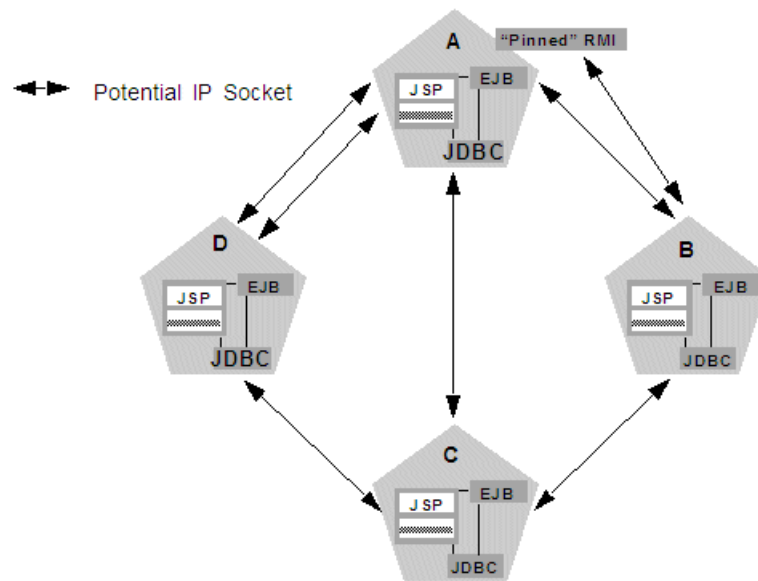 A
"Pinned" RMI
EJB
JSP
JDBC
Potential IP Socket
D
EJB
JSP
JDBC
B
EJB
JSP
JDBC
C
EJB
JSP
JDBC